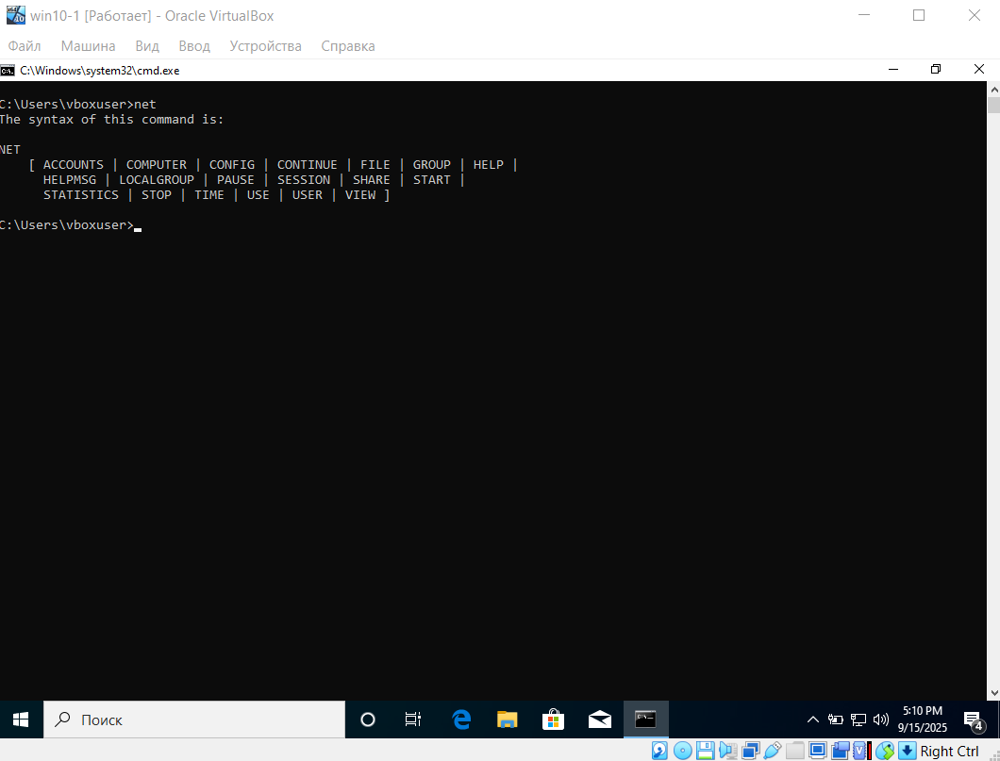 win10-1 [Работает] - Oracle VirtualBox
Файл Машина Вид Ввод Устройства Справка
C:\Windows\system32\cmd.exe
C:\Users\vboxuser>net
The syntax of this command is:
NET
[ ACCOUNTS | COMPUTER | CONFIG | CONTINUE | FILE | GROUP | HELP |
HELPMSG | LOCALGROUP | PAUSE | SESSION | SHARE | START |
STATISTICS | STOP | TIME | USE | USER | VIEW ]
C:\Users\vboxuser>
Поиск
5:10 PM
9/15/2025
4
Right Ctrl